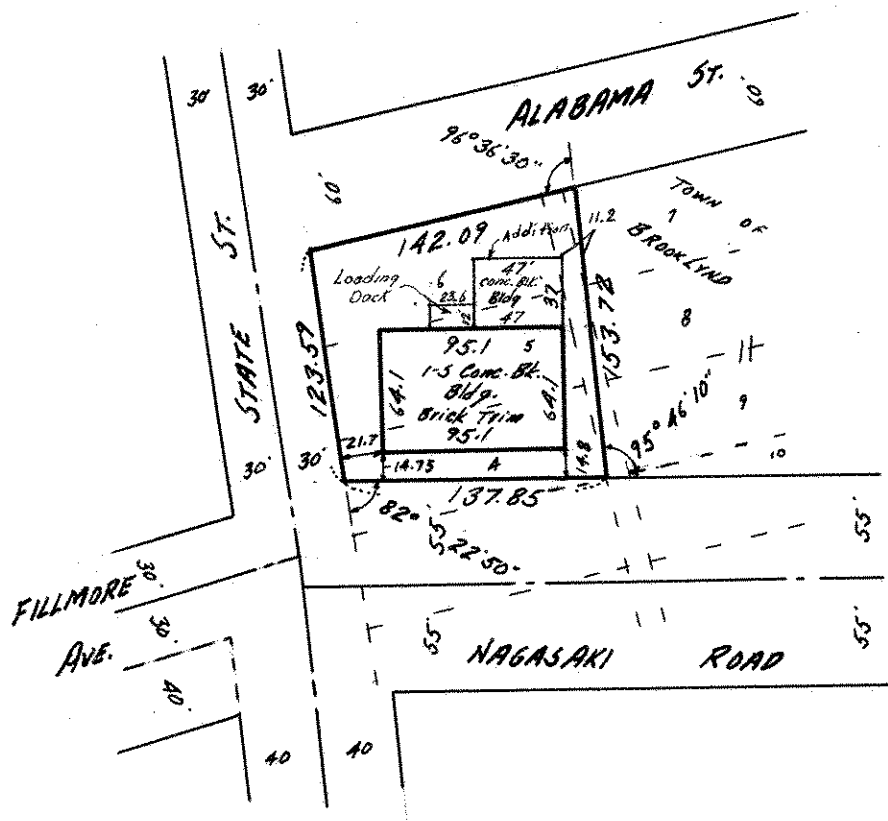 30'
30'
ALABAMA ST.
60'
96° 36' 30"
60'
TOWN OF
BROOKLYND
7
11.2
142.09
Addition
STATE ST.
Loading
Dock
6
23.6
12
47'
Conc. Blk.
Bldg
47
37
153.78
8
9
10
123.59
95.1 5
1-S Conc. Bk.
Bldg.
Brick Trim
95.1
64.1
64.1
95° 46' 10"
21.7
14.75
A
14.8
30'
30'
137.85
82° 22' 50"
55'
55'
55'
55'
FILLMORE
AVE.
30'
30'
40'
NAGASAKI ROAD
40
40